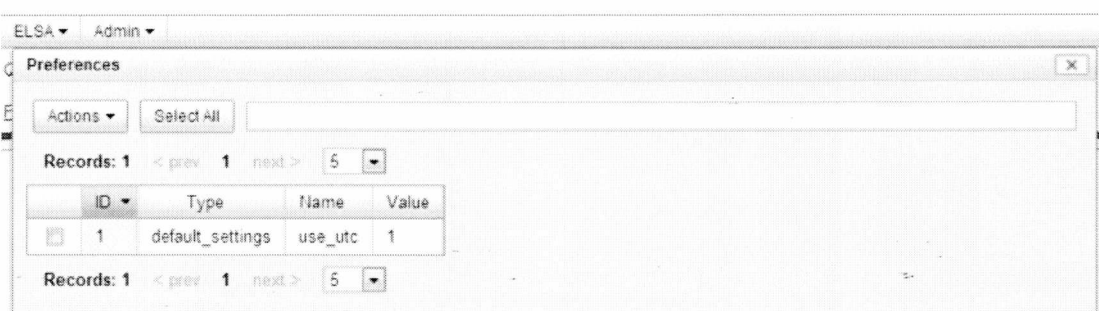 ELSA Admin
Preferences
Actions Select All
Records: 1 < prev 1 next > 5
ID Type Name Value
1 default_settings use_utc 1
Records: 1 < prev 1 next > 5